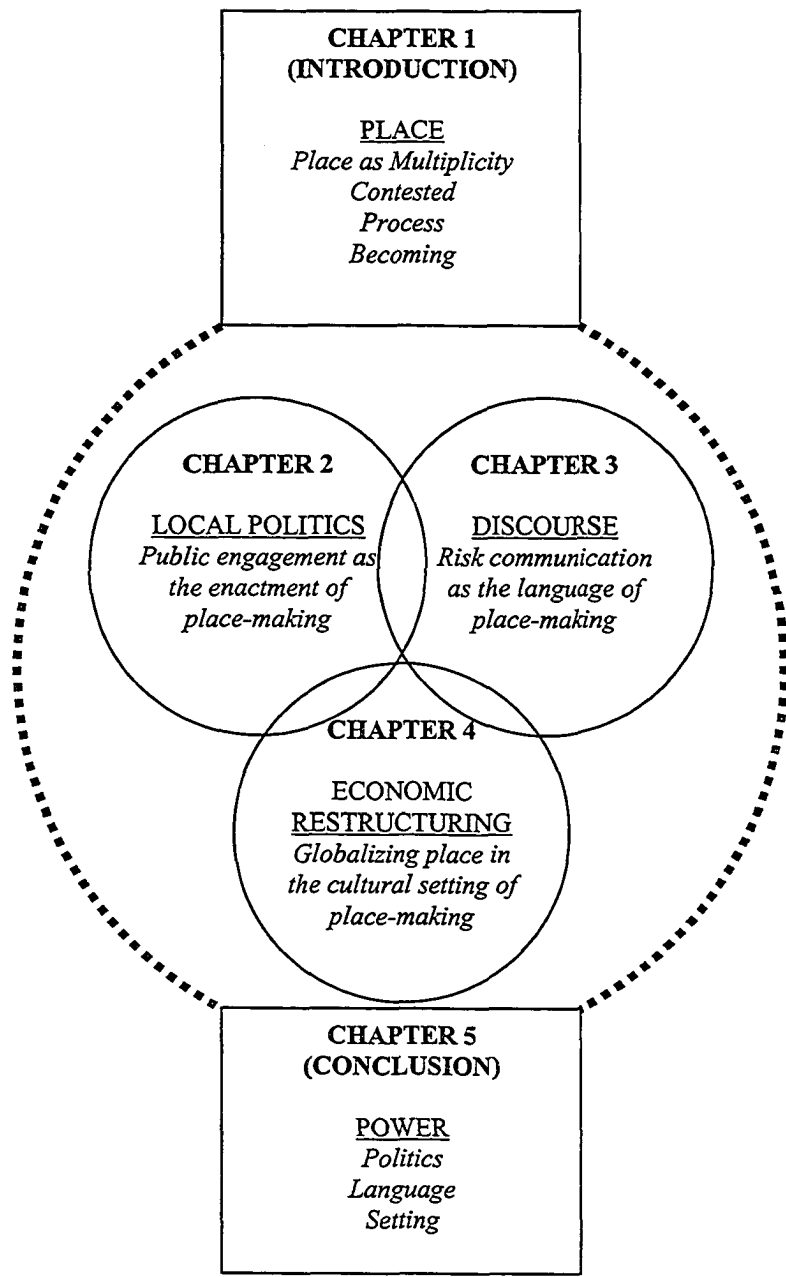 CHAPTER 1
(INTRODUCTION)
PLACE
Place as Multiplicity
Contested
Process
Becoming
CHAPTER 2
LOCAL POLITICS
Public engagement as
the enactment of
place-making
CHAPTER 3
DISCOURSE
Risk communication
as the language of
place-making
CHAPTER 4
ECONOMIC
RESTRUCTURING
Globalizing place in
the cultural setting of
place-making
CHAPTER 5
(CONCLUSION)
POWER
Politics
Language
Setting